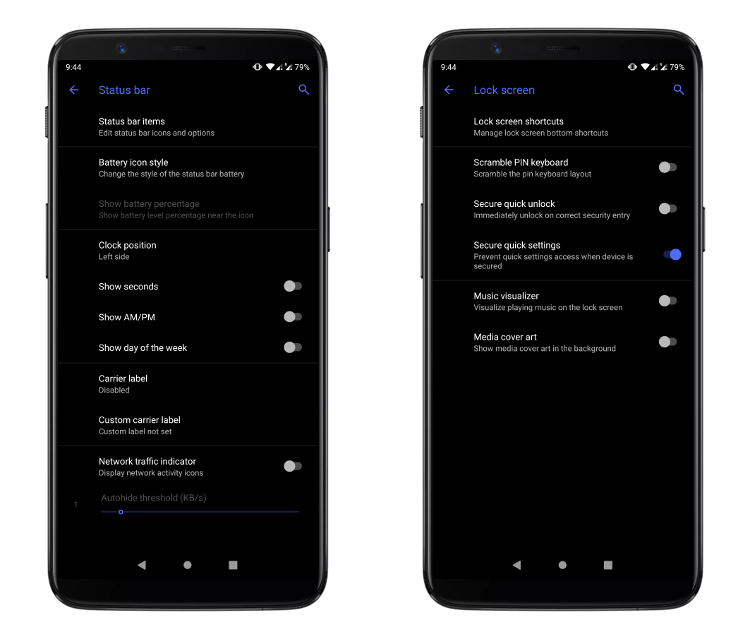 9:44
79%
Status bar
Status bar items
Edit status bar icons and options
Battery icon style
Change the style of the status bar battery
Show battery percentage
Show battery level percentage near the icon
Clock position
Left side
Show seconds
Show AM/PM
Show day of the week
Carrier label
Disabled
Custom carrier label
Custom label not set
Network traffic indicator
Display network activity icons
Autohide threshold (KB/s)
1
9:44
79%
Lock screen
Lock screen shortcuts
Manage lock screen bottom shortcuts
Scramble PIN keyboard
Scramble the pin keyboard layout
Secure quick unlock
Immediately unlock on correct security entry
Secure quick settings
Prevent quick settings access when device is
secured
Music visualizer
Visualize playing music on the lock screen
Media cover art
Show media cover art in the background